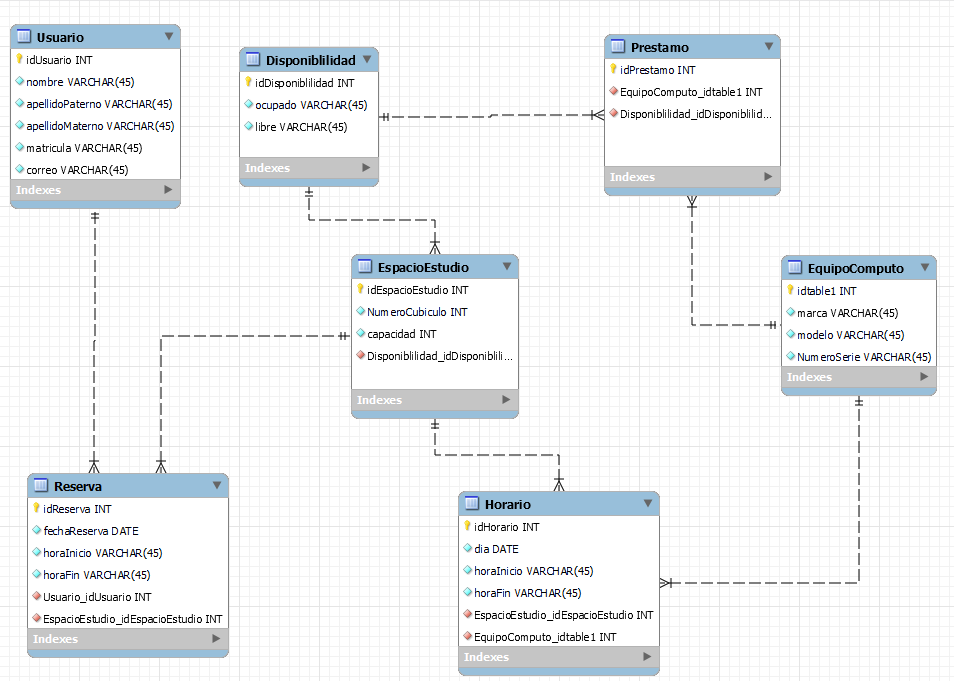 Usuario
idUsuario INT
nombre VARCHAR(45)
apellidoPaterno VARCHAR(45)
apellidoMaterno VARCHAR(45)
matricula VARCHAR(45)
correo VARCHAR(45)
Indexes
Disponiblilidad
idDisponiblilidad INT
ocupado VARCHAR(45)
libre VARCHAR(45)
Indexes
Prestamo
idPrestamo INT
EquipoComputo_idtable1 INT
Disponiblilidad_idDisponiblilid...
Indexes
EspacioEstudio
idEspacioEstudio INT
NumeroCubiculo INT
capacidad INT
Disponiblilidad_idDisponiblili...
Indexes
EquipoComputo
idtable1 INT
marca VARCHAR(45)
modelo VARCHAR(45)
NumeroSerie VARCHAR(45)
Indexes
Reserva
idReserva INT
fechaReserva DATE
horaInicio VARCHAR(45)
horaFin VARCHAR(45)
Usuario_idUsuario INT
EspacioEstudio_idEspacioEstudio INT
Indexes
Horario
idHorario INT
dia DATE
horaInicio VARCHAR(45)
horaFin VARCHAR(45)
EspacioEstudio_idEspacioEstudio INT
EquipoComputo_idtable1 INT
Indexes